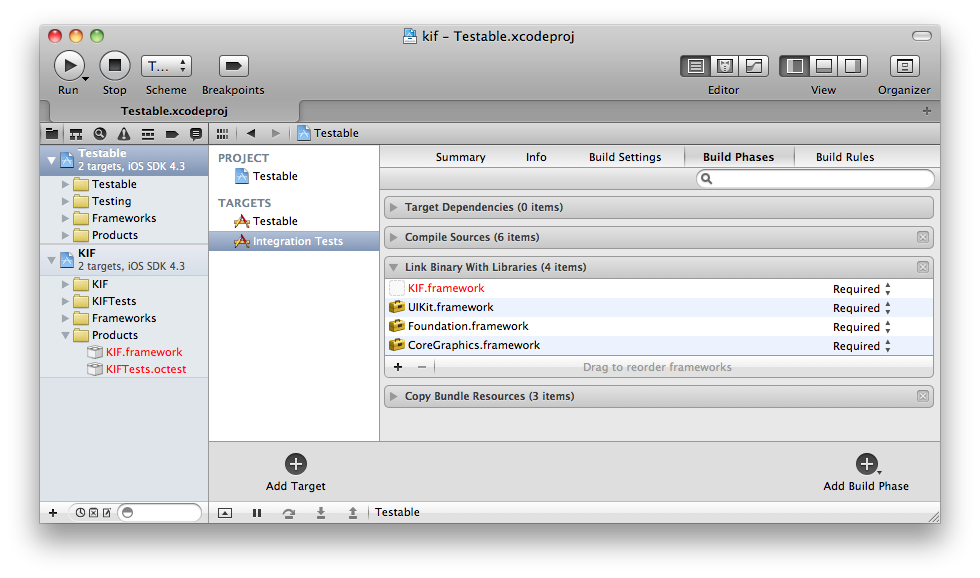 kif – Testable.xcodeproj
T...
Run
Stop
Scheme
Breakpoints
Editor
View
Organizer
Testable.xcodeproj
Testable
Testable
2 targets, iOS SDK 4.3
Testable
Testing
Frameworks
Products
KIF
2 targets, iOS SDK 4.3
KIF
KIFTests
Frameworks
Products
KIF.framework
KIFTests.octest
PROJECT
Testable
TARGETS
Testable
Integration Tests
Summary
Info
Build Settings
Build Phases
Build Rules
Target Dependencies (0 items)
Compile Sources (6 items)
Link Binary With Libraries (4 items)
KIF.framework Required
UIKit.framework Required
Foundation.framework Required
CoreGraphics.framework Required
Drag to reorder frameworks
Copy Bundle Resources (3 items)
Add Target
Add Build Phase
Testable